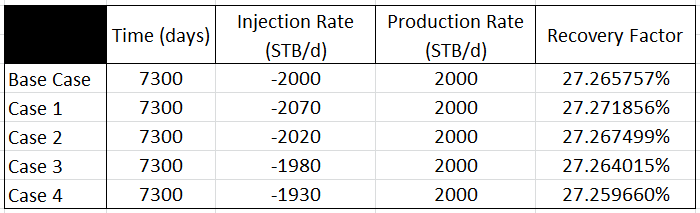 Time (days) Injection Rate (STB/d) Production Rate (STB/d) Recovery Factor
Base Case 7300 -2000 2000 27.265757%
Case 1 7300 -2070 2000 27.271856%
Case 2 7300 -2020 2000 27.267499%
Case 3 7300 -1980 2000 27.264015%
Case 4 7300 -1930 2000 27.259660%